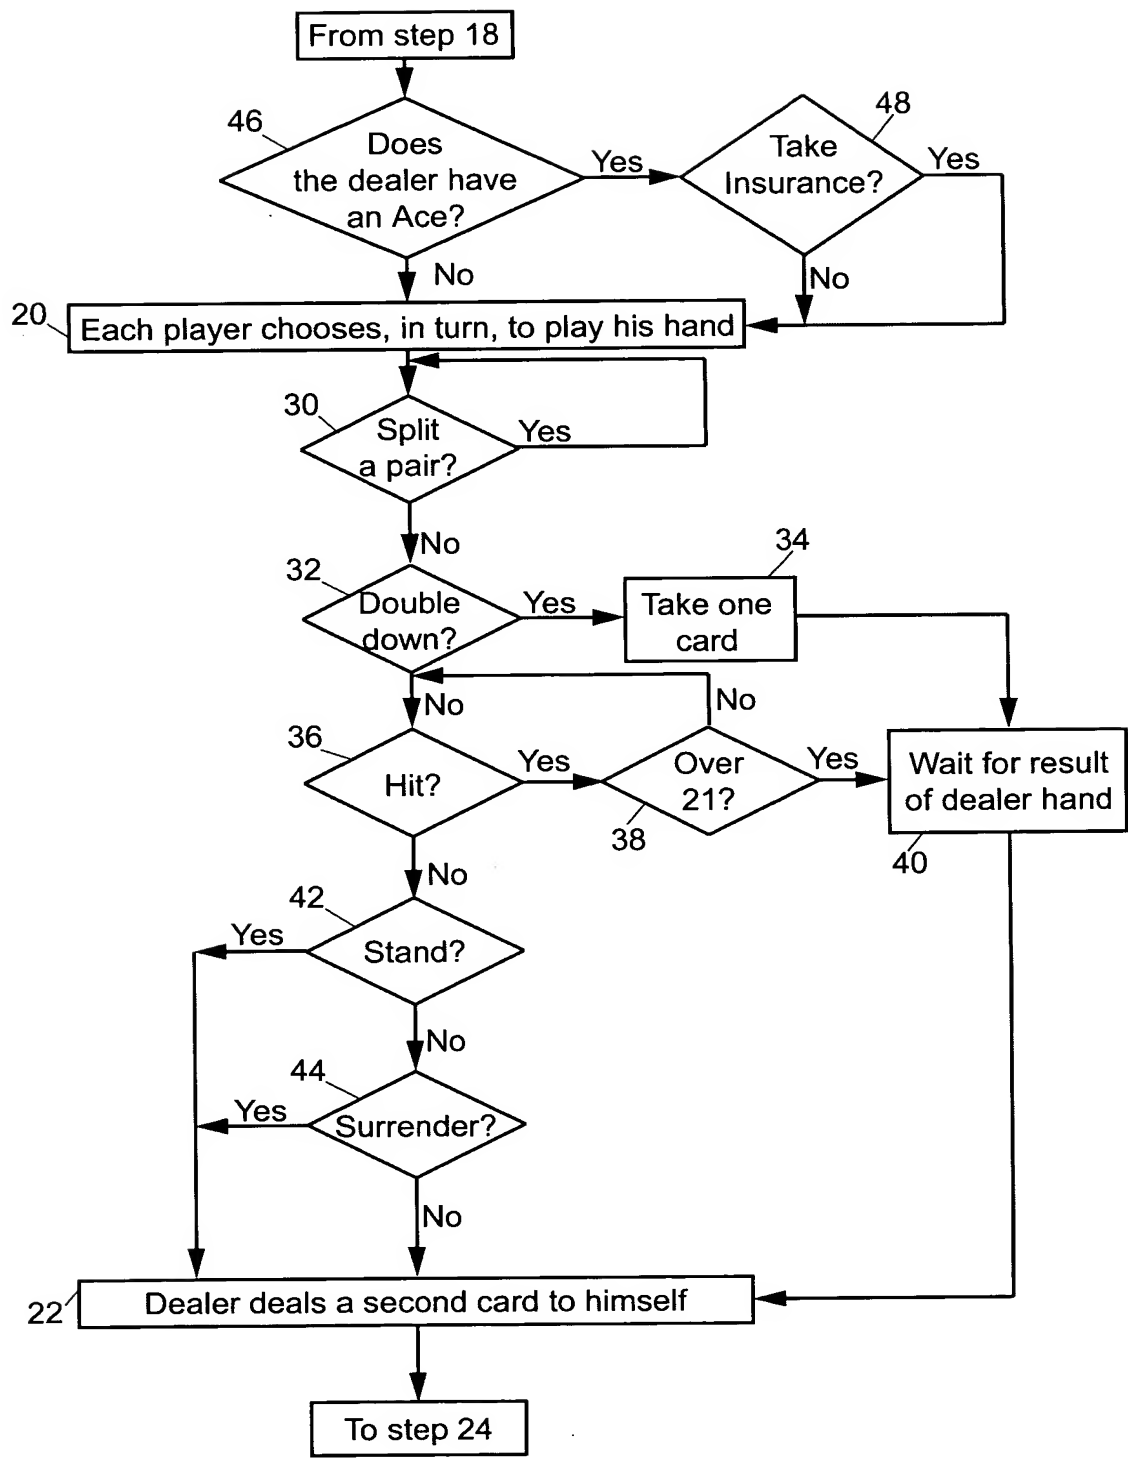 From step 18
46
Does
the dealer have
an Ace?
Yes
48
Take
Insurance?
Yes
No
No
20
Each player chooses, in turn, to play his hand
30
Split
a pair?
Yes
No
32
Double
down?
Yes
34
Take one
card
No
No
36
Hit?
Yes
Over
21?
38
Yes
Wait for result
of dealer hand
40
No
42
Stand?
Yes
No
44
Surrender?
Yes
No
22
Dealer deals a second card to himself
To step 24